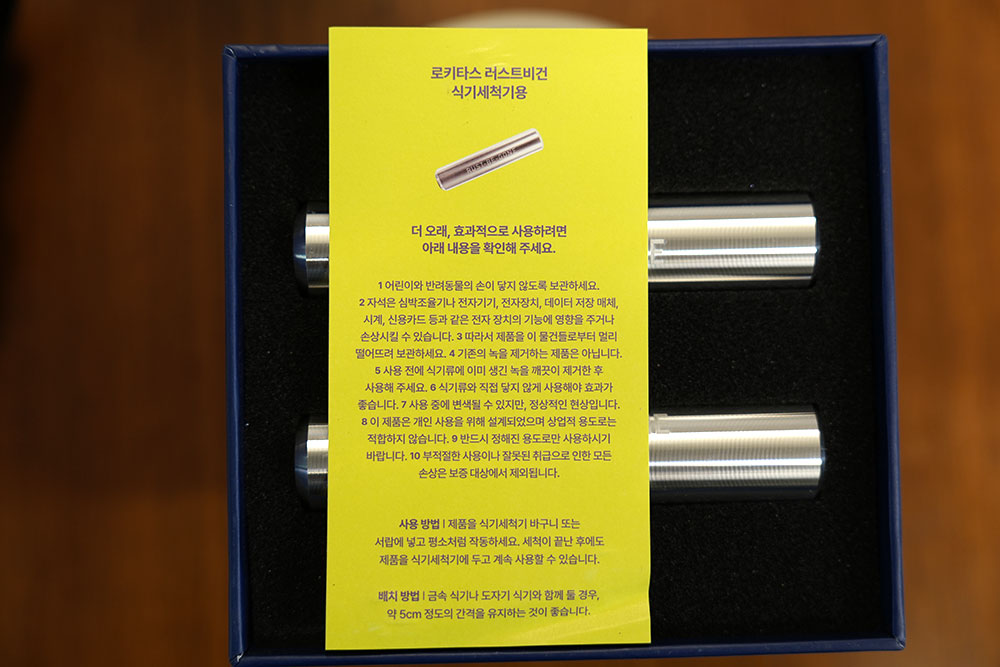 로키타스 러스트비건
식기세척기용
RUST BE GONE
더 오래, 효과적으로 사용하려면
아래 내용을 확인해 주세요.
1 어린이와 반려동물의 손이 닿지 않도록 보관하세요.
2 자석은 심박조율기나 전자기기, 전자장치, 데이터 저장 매체,
시계, 신용카드 등과 같은 전자 장치의 기능에 영향을 주거나
손상시킬 수 있습니다. 3 따라서 제품을 이 물건들로부터 멀리
떨어뜨려 보관하세요. 4 기존의 녹을 제거하는 제품은 아닙니다.
5 사용 전에 식기류에 이미 생긴 녹을 깨끗이 제거한 후
사용해 주세요. 6 식기류와 직접 닿지 않게 사용해야 효과가
좋습니다. 7 사용 중에 변색될 수 있지만, 정상적인 현상입니다.
8 이 제품은 개인 사용을 위해 설계되었으며 상업적 용도로는
적합하지 않습니다. 9 반드시 정해진 용도로만 사용하시기
바랍니다. 10 부적절한 사용이나 잘못된 취급으로 인한 모든
손상은 보증 대상에서 제외됩니다.
사용 방법 | 제품을 식기세척기 바구니 또는
서랍에 넣고 평소처럼 작동하세요. 세척이 끝난 후에도
제품을 식기세척기에 두고 계속 사용할 수 있습니다.
배치 방법 | 금속 식기나 도자기 식기와 함께 둘 경우,
약 5cm 정도의 간격을 유지하는 것이 좋습니다.
E
E